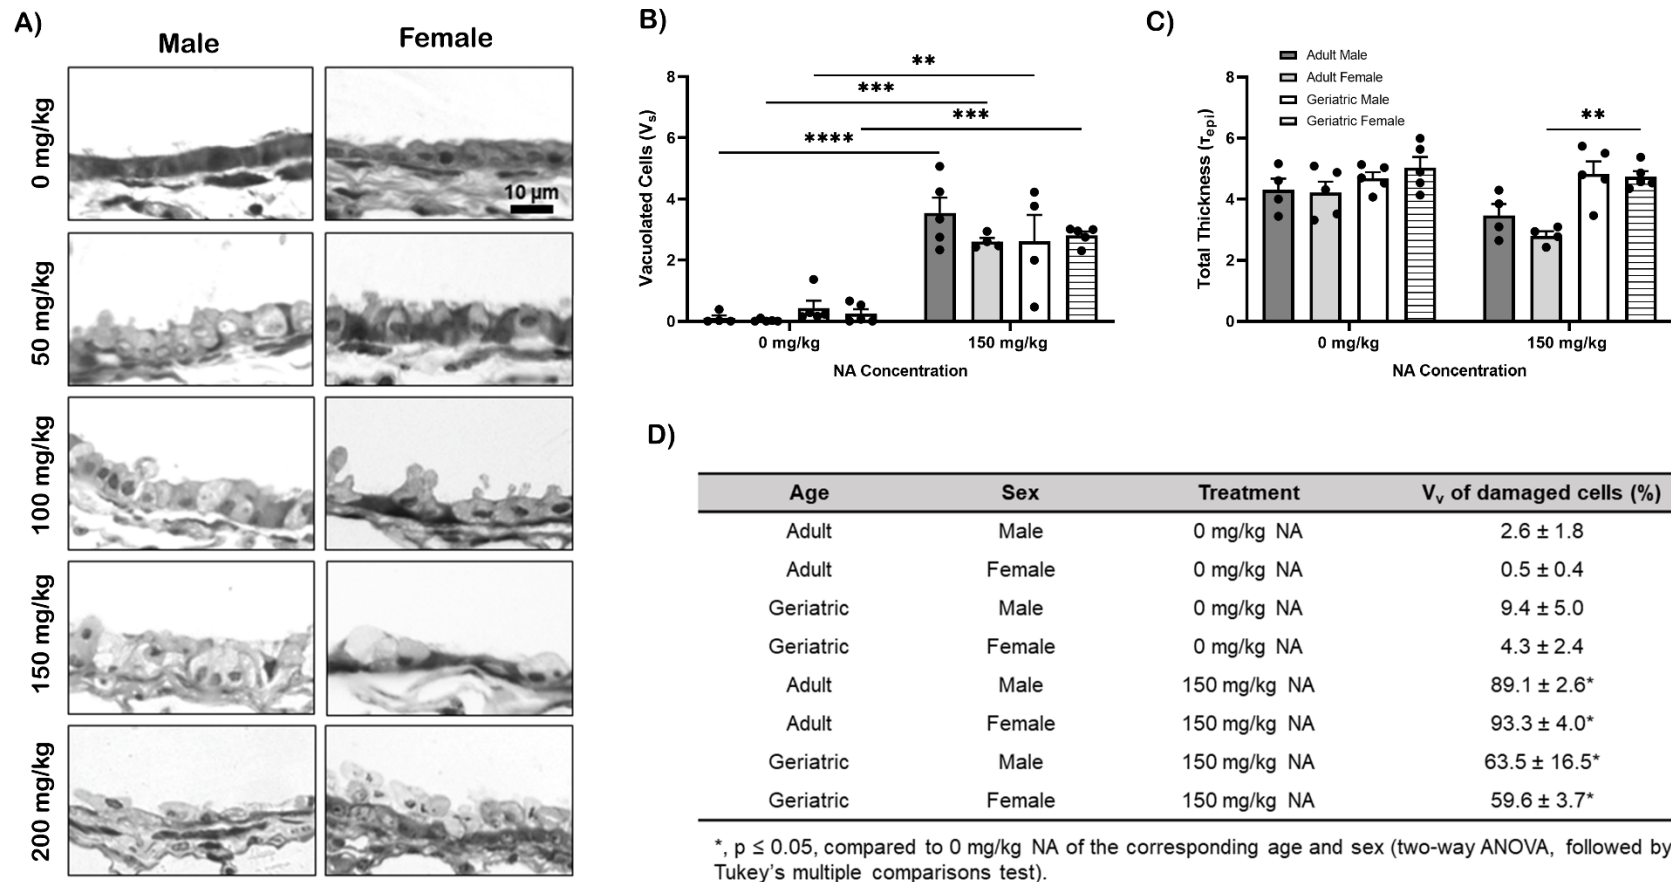 A)
Male
Female
0 mg/kg
10 µm
50 mg/kg
100 mg/kg
150 mg/kg
200 mg/kg
B)
**
***
***
****
8
6
4
2
0
Vacuolated Cells (Vs)
0 mg/kg
150 mg/kg
NA Concentration
C)
Adult Male
Adult Female
Geriatric Male
Geriatric Female
**
8
6
4
2
0
Total Thickness (τepi)
0 mg/kg
150 mg/kg
NA Concentration
D)
Age Sex Treatment Vv of damaged cells (%)
Adult Male 0 mg/kg NA 2.6 ± 1.8
Adult Female 0 mg/kg NA 0.5 ± 0.4
Geriatric Male 0 mg/kg NA 9.4 ± 5.0
Geriatric Female 0 mg/kg NA 4.3 ± 2.4
Adult Male 150 mg/kg NA 89.1 ± 2.6*
Adult Female 150 mg/kg NA 93.3 ± 4.0*
Geriatric Male 150 mg/kg NA 63.5 ± 16.5*
Geriatric Female 150 mg/kg NA 59.6 ± 3.7*
*, p ≤ 0.05, compared to 0 mg/kg NA of the corresponding age and sex (two-way ANOVA, followed by
Tukey's multiple comparisons test).